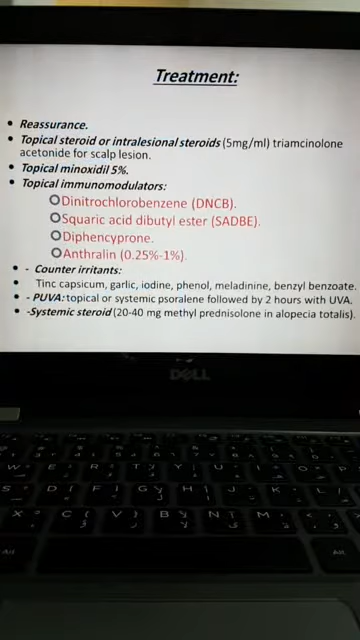 Treatment:
• Reassurance.
• Topical steroid or intralesional steroids (5mg/ml) triamcinolone
acetonide for scalp lesion.
• Topical minoxidil 5%.
• Topical immunomodulators:
Dinitrochlorobenzene (DNCB).
Squaric acid dibutyl ester (SADBE).
Diphencyprone.
Anthralin (0.25%-1%).
• - Counter irritants:
• Tinc capsicum, garlic, iodine, phenol, meladinine, benzyl benzoate.
• - PUVA: topical or systemic psoralene followed by 2 hours with UVA.
• -Systemic steroid (20-40 mg methyl prednisolone in alopecia totalis).
DELL
W E R T Y U I O P
S D F G H J K L
X C V B N M
Alt Alt